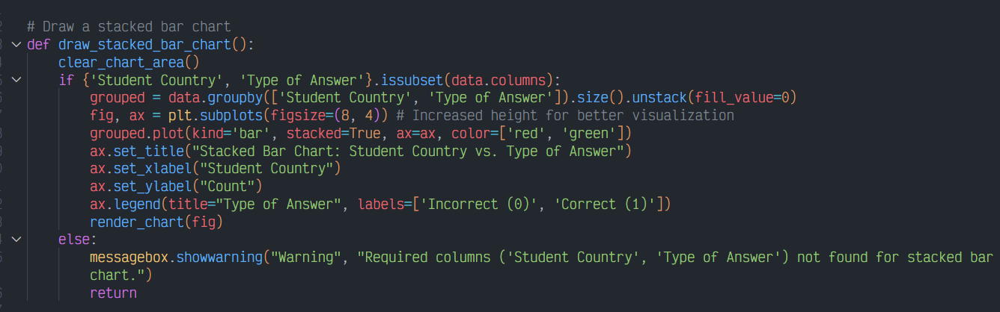 # Draw a stacked bar chart
def draw_stacked_bar_chart():
    clear_chart_area()
    if {'Student Country', 'Type of Answer'}.issubset(data.columns):
        grouped = data.groupby(['Student Country', 'Type of Answer']).size().unstack(fill_value=0)
        fig, ax = plt.subplots(figsize=(8, 4)) # Increased height for better visualization
        grouped.plot(kind='bar', stacked=True, ax=ax, color=['red', 'green'])
        ax.set_title("Stacked Bar Chart: Student Country vs. Type of Answer")
        ax.set_xlabel("Student Country")
        ax.set_ylabel("Count")
        ax.legend(title="Type of Answer", labels=['Incorrect (0)', 'Correct (1)'])
        render_chart(fig)
    else:
        messagebox.showwarning("Warning", "Required columns ('Student Country', 'Type of Answer') not found for stacked bar
        chart.")
        return